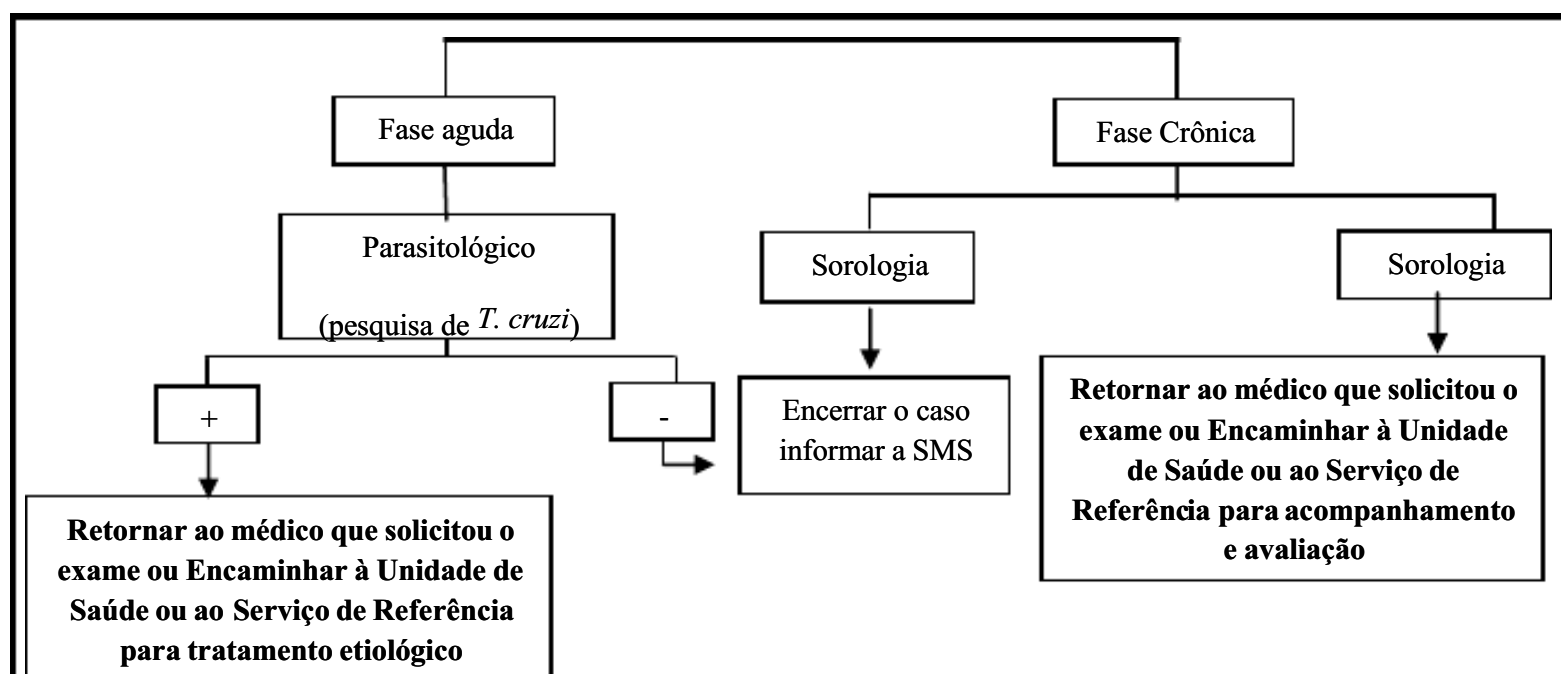 Fase aguda
Fase Crônica
Parasitológico
(pesquisa de T. cruzi)
Sorologia
Sorologia
+
-
Encerrar o caso
informar a SMS
Retornar ao médico que solicitou o
exame ou Encaminhar à Unidade
de Saúde ou ao Serviço de
Referência para acompanhamento
e avaliação
Retornar ao médico que solicitou o
exame ou Encaminhar à Unidade de
Saúde ou ao Serviço de Referência
para tratamento etiológico